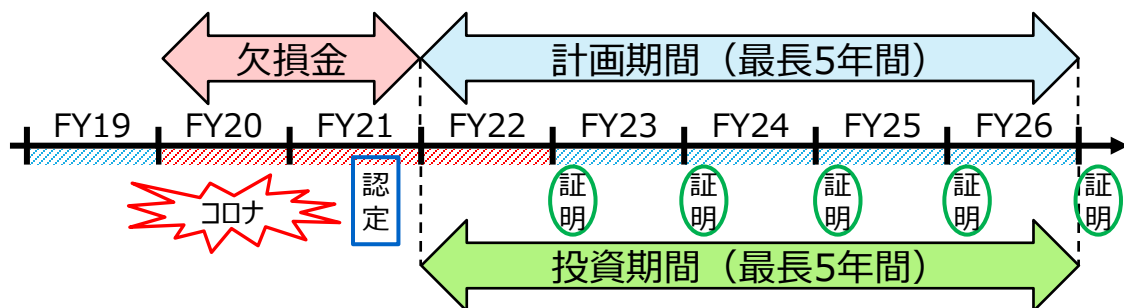 欠損金
計画期間（最長5年間）
FY19 FY20 FY21 FY22 FY23 FY24 FY25 FY26
コロナ
認定
証明
証明
証明
証明
証明
投資期間（最長5年間）